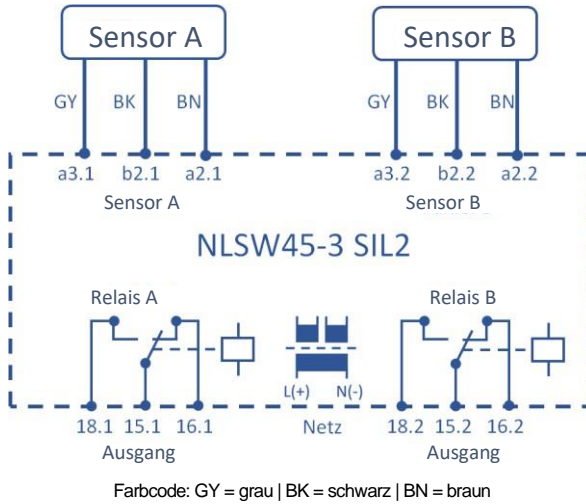 Sensor A Sensor B
GY BK BN GY BK BN
a3.1 b2.1 a2.1 a3.2 b2.2 a2.2
Sensor A Sensor B
NLSW45-3 SIL2
Relais A Relais B
L(+) N(-)
18.1 15.1 16.1 Netz 18.2 15.2 16.2
Ausgang Ausgang
Farbcode: GY = grau | BK = schwarz | BN = braun